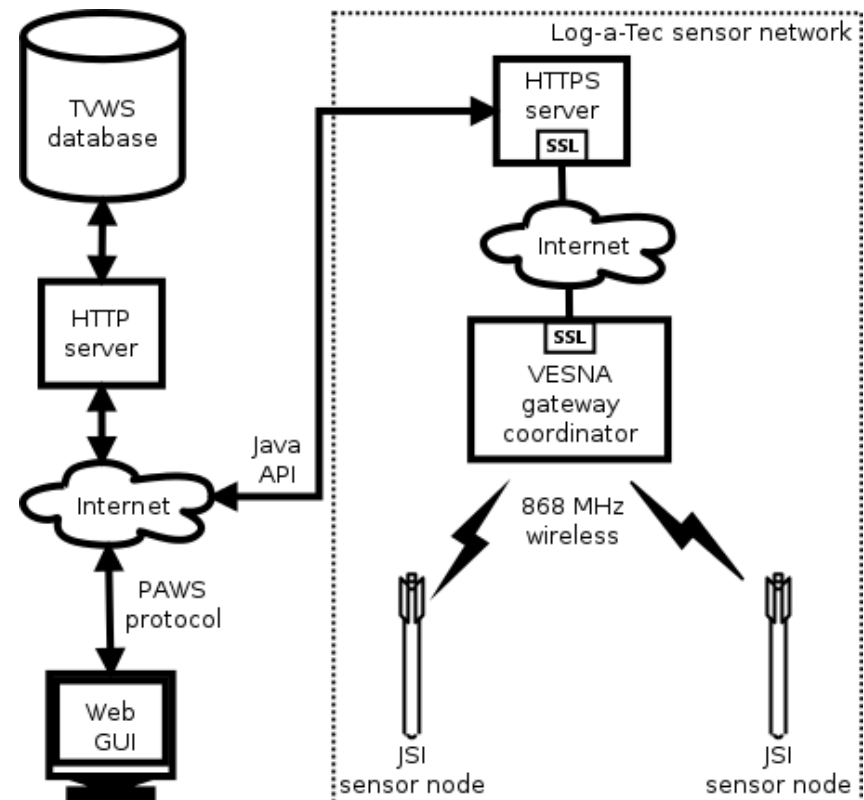 Log-a-Tec sensor network
TVWS
database
HTTPS
server
SSL
Internet
HTTP
server
SSL
VESNA
gateway
coordinator
Java
API
Internet
868 MHz
wireless
PAWS
protocol
Web
GUI
JSI
sensor node
JSI
sensor node